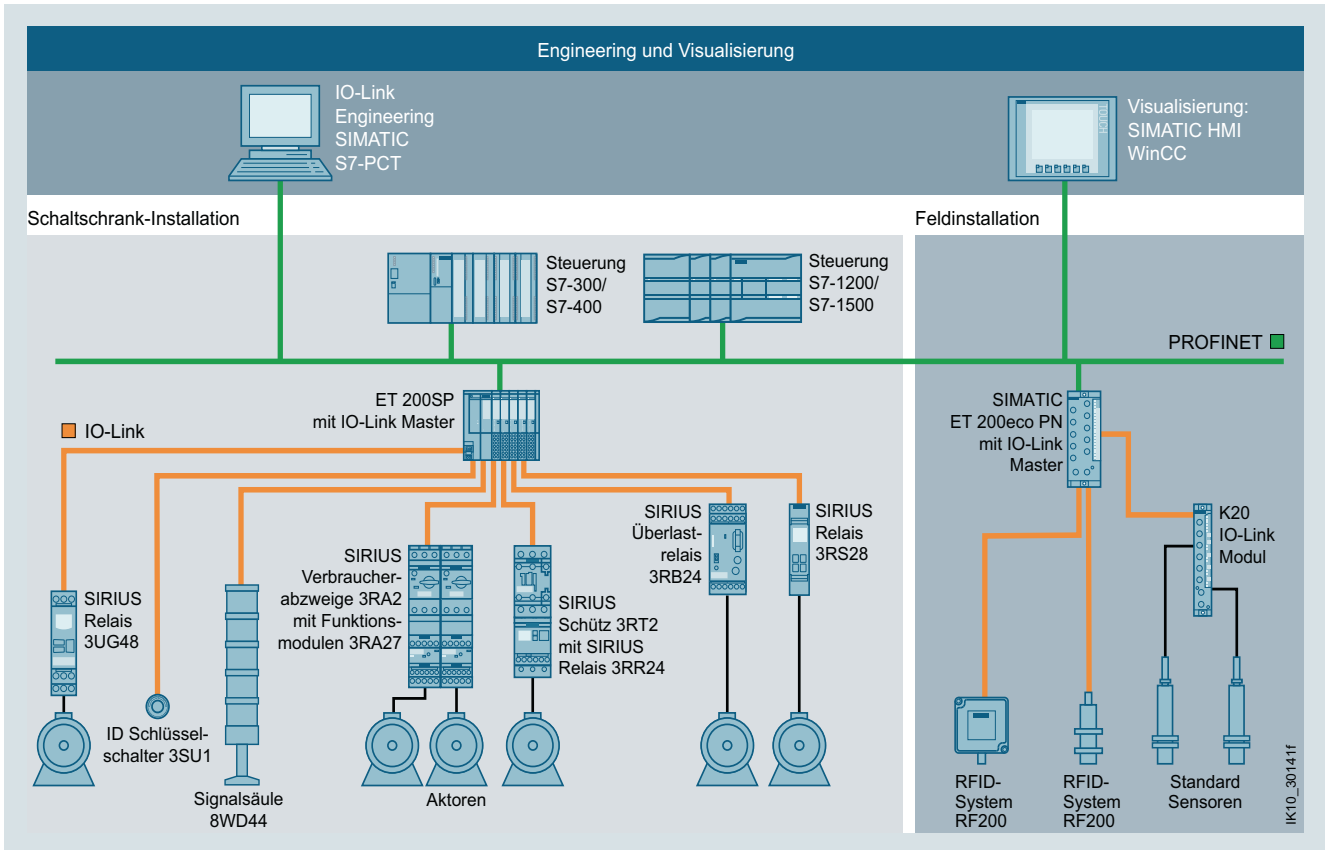 Engineering und Visualisierung
IO-Link
Engineering
SIMATIC
S7-PCT
TOUCH
Visualisierung:
SIMATIC HMI
WinCC
Schaltschrank-Installation
Feldinstallation
Steuerung
S7-300/
S7-400
Steuerung
S7-1200/
S7-1500
PROFINET
IO-Link
ET 200SP
mit IO-Link Master
SIMATIC
ET 200eco PN
mit IO-Link
Master
SIRIUS
Relais
3UG48
ID Schlüssel-
schalter 3SU1
Signalsäule
8WD44
SIRIUS
Verbraucher-
abzweige 3RA2
mit Funktions-
modulen 3RA27
SIRIUS
Schütz 3RT2
mit SIRIUS
Relais 3RR24
Aktoren
SIRIUS
Überlast-
relais
3RB24
SIRIUS
Relais
3RS28
K20
IO-Link
Modul
RFID-
System
RF200
RFID-
System
RF200
Standard
Sensoren
IK10_30141f